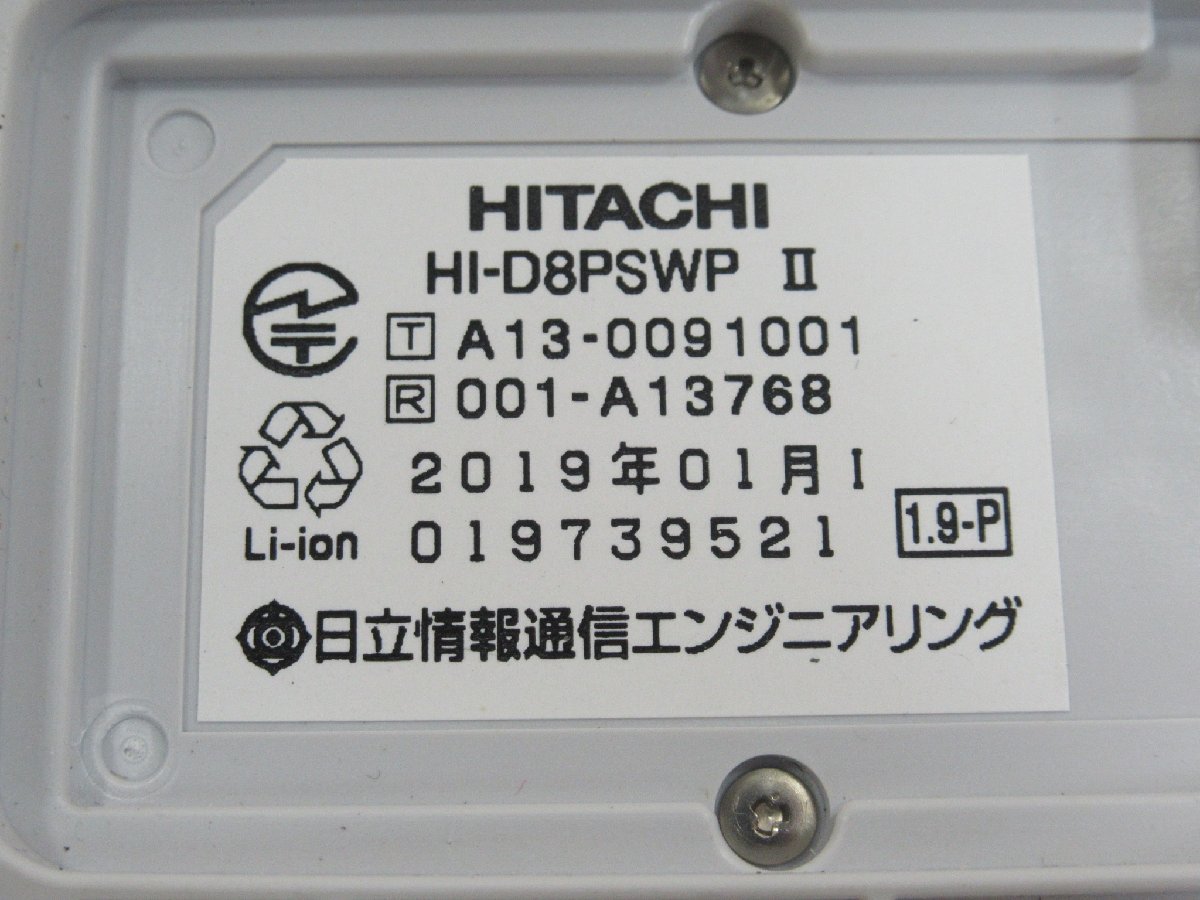 HITACHI
HI-D8PSWP Ⅱ
T A13-0091001
R 001-A13768
2019年01月I
019739521
1.9-P
Li-ion
日立情報通信エンジニアリング